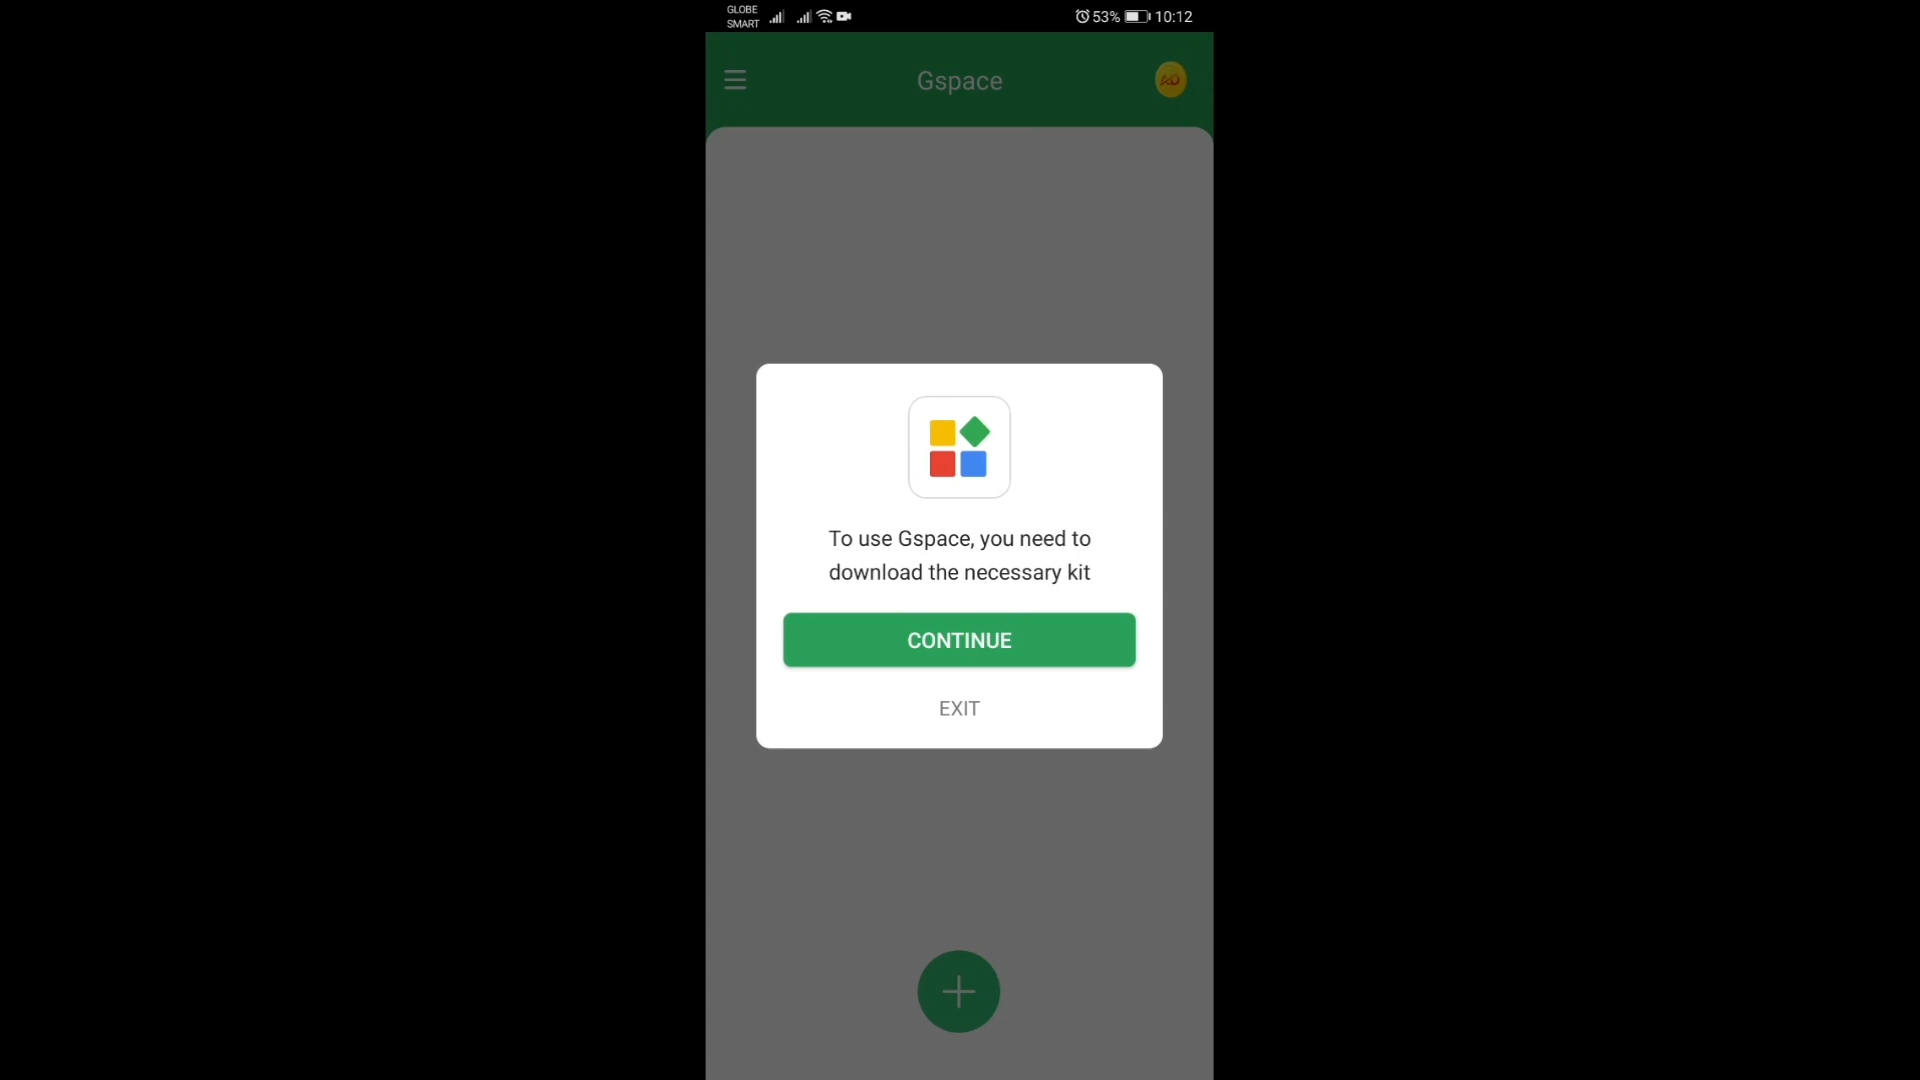 GLOBE
SMART
53%
10:12
Gspace
To use Gspace, you need to
download the necessary kit
CONTINUE
EXIT